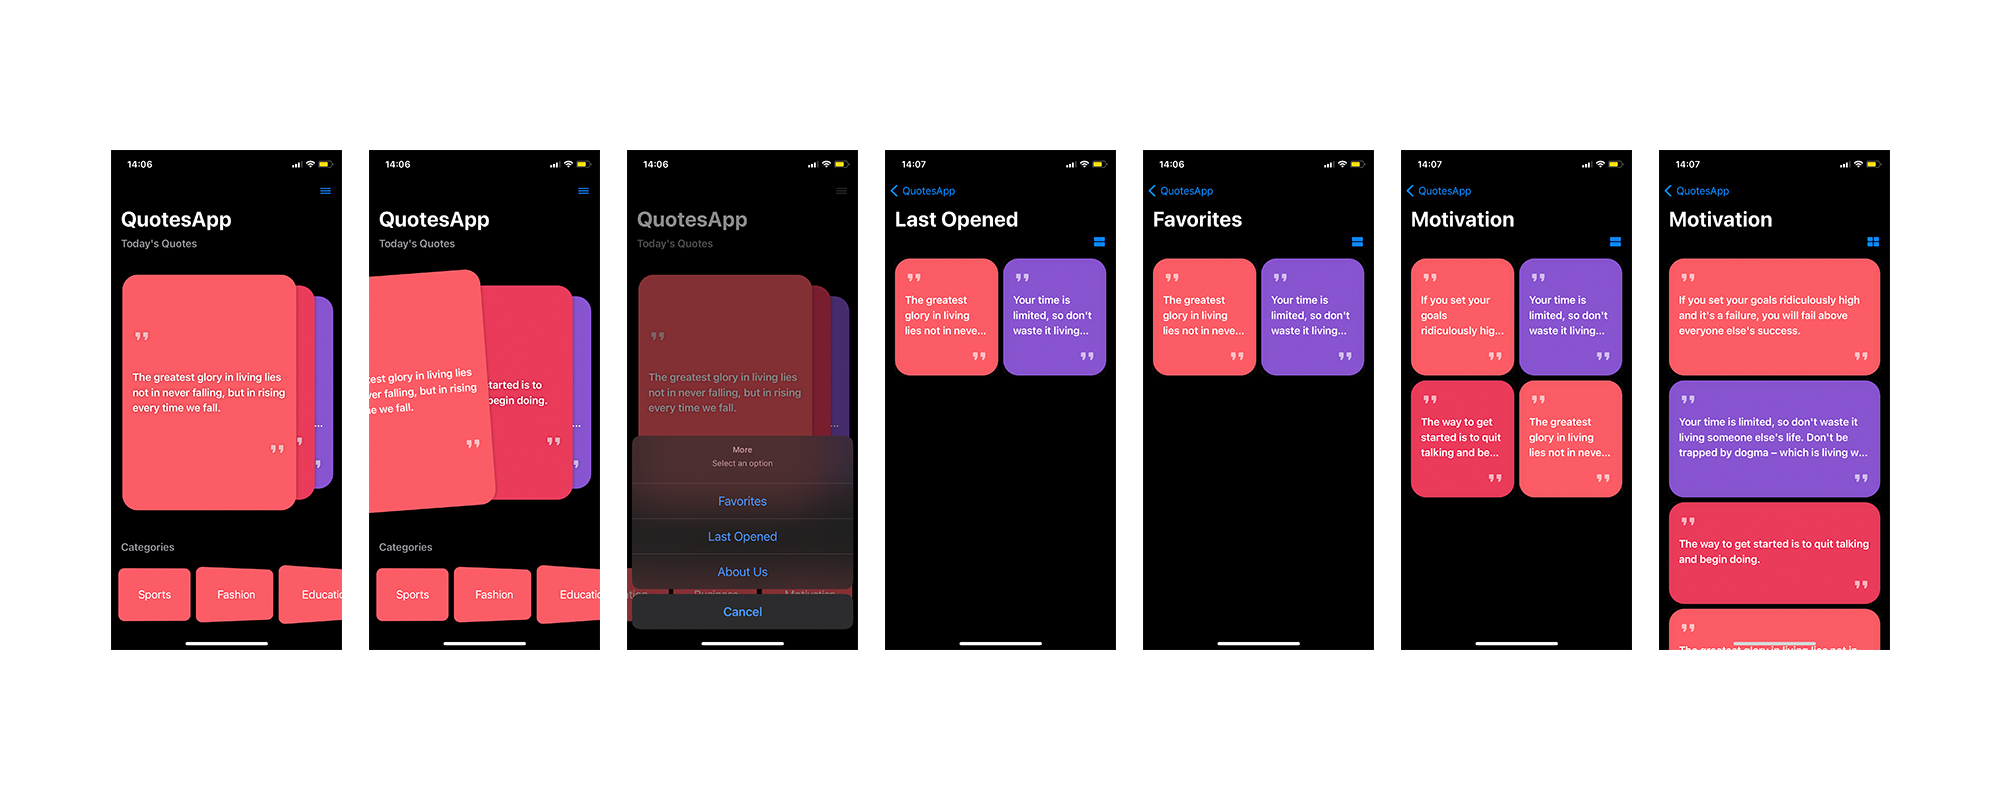 14:06
QuotesApp
Today's Quotes
The greatest glory in living lies
not in never falling, but in rising
every time we fall.
...
Categories
Sports
Fashion
14:06
QuotesApp
Today's Quotes
glory in living lies
falling, but in rising
we fall.
started is to
begin doing.
...
Categories
Sports
Fashion
14:06
QuotesApp
Today's Quotes
The greatest glory in living lies
not in never falling, but in rising
every time we fall.
...
More
Select an option
Favorites
Last Opened
About Us
Business
Motivation
Cancel
14:07
QuotesApp
Last Opened
The greatest
glory in living
lies not in neve...
Your time is
limited, so don't
waste it living...
14:06
QuotesApp
Favorites
The greatest
glory in living
lies not in neve...
Your time is
limited, so don't
waste it living...
14:07
QuotesApp
Motivation
If you set your
goals
ridiculously hig...
Your time is
limited, so don't
waste it living...
The way to get
started is to quit
talking and be...
The greatest
glory in living
lies not in neve...
14:07
QuotesApp
Motivation
If you set your goals ridiculously high
and it's a failure, you will fail above
everyone else's success.
Your time is limited, so don't waste it
living someone else's life. Don't be
trapped by dogma – which is living w...
The way to get started is to quit talking
and begin doing.
The greatest glory in living lies not in